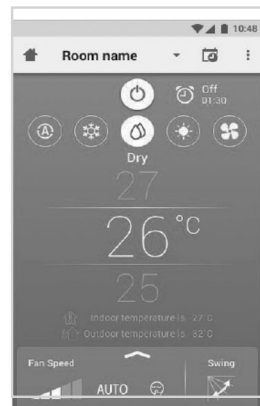 10:48
Room name
Off
01:30
A
Dry
27
26°C
25
Indoor temperature is 27°C
Outdoor temperature is 32°C
Fan Speed
Swing
AUTO